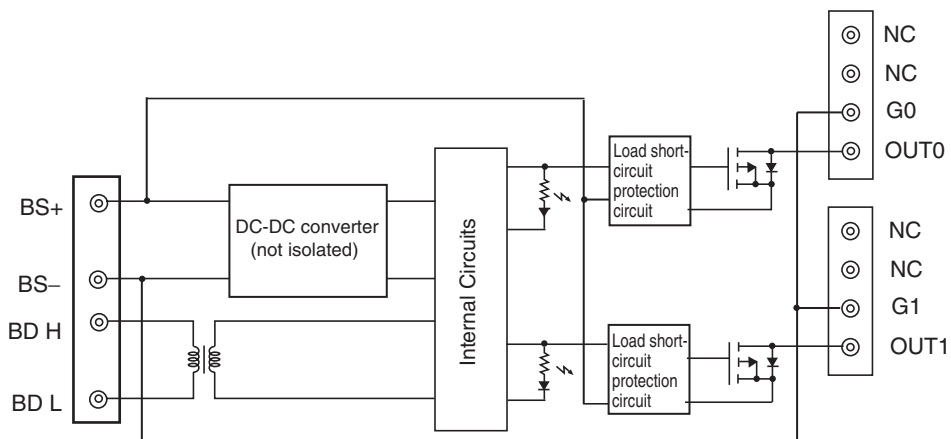 BS+
BS−
BD H
BD L
DC-DC converter
(not isolated)
Internal Circuits
Load short-
circuit
protection
circuit
Load short-
circuit
protection
circuit
NC
NC
G0
OUT0
NC
NC
G1
OUT1